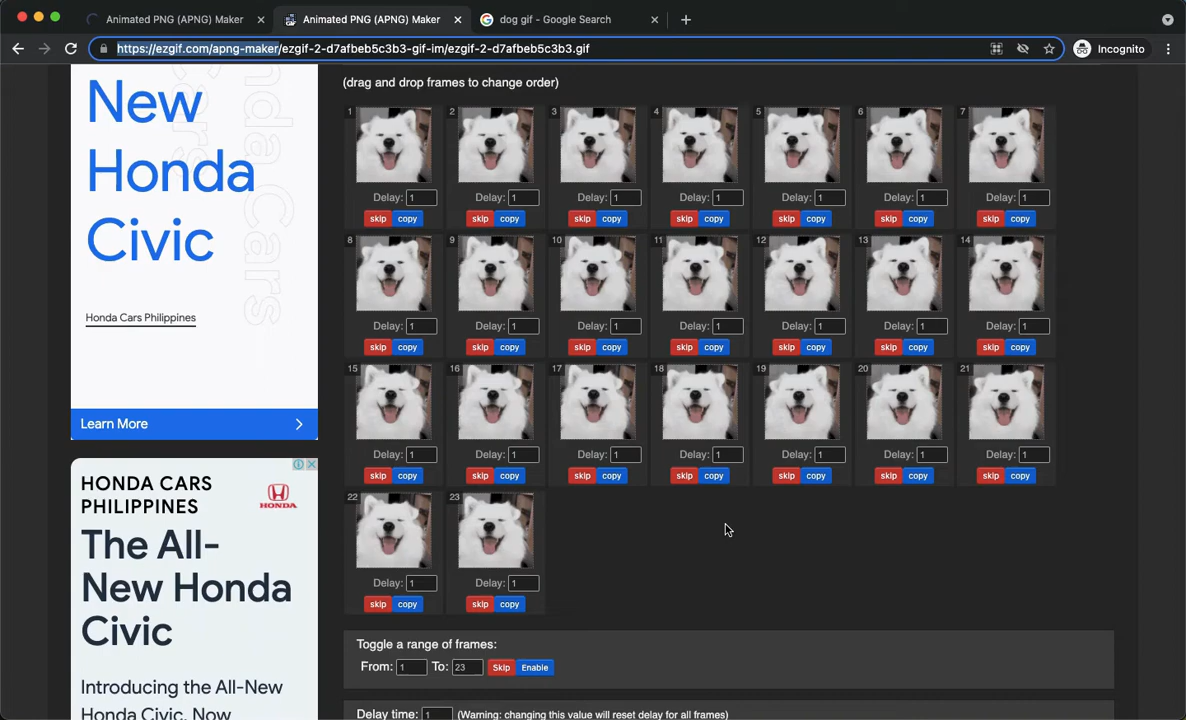 Animated PNG (APNG) Maker
Animated PNG (APNG) Maker
dog gif - Google Search
https://ezgif.com/apng-maker/ezgif-2-d7afbeb5c3b3-gif-im/ezgif-2-d7afbeb5c3b3.gif
Incognito
New
Honda
Civic
Honda Cars Philippines
Learn More
HONDA CARS
PHILIPPINES
HONDA
The All-
New Honda
Civic
Introducing the All-New
Honda Civic. Now
(drag and drop frames to change order)
1 2 3 4 5 6 7
Delay: 1 Delay: 1 Delay: 1 Delay: 1 Delay: 1 Delay: 1 Delay: 1
skip copy skip copy skip copy skip copy skip copy skip copy skip copy
8 9 10 11 12 13 14
Delay: 1 Delay: 1 Delay: 1 Delay: 1 Delay: 1 Delay: 1 Delay: 1
skip copy skip copy skip copy skip copy skip copy skip copy skip copy
15 16 17 18 19 20 21
Delay: 1 Delay: 1 Delay: 1 Delay: 1 Delay: 1 Delay: 1 Delay: 1
skip copy skip copy skip copy skip copy skip copy skip copy skip copy
22 23
Delay: 1 Delay: 1
skip copy skip copy
Toggle a range of frames:
From: 1 To: 23 Skip Enable
Delay time: 1 (Warning: changing this value will reset delay for all frames)